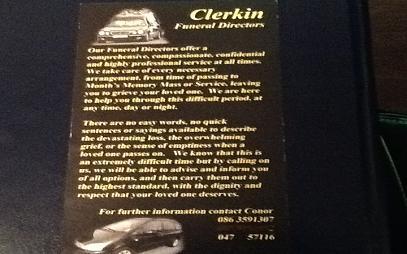 Clerkin
Funeral Directors
Our Funeral Directors offer a
comprehensive, compassionate, confidential
and highly professional service at all times.
We take care of every necessary
arrangement, from time of passing to
Month's Memory Mass or Service, leaving
you to grieve your loved one. We are here
to help you through this difficult period, at
any time, day or night.
There are no easy words, no quick
sentences or sayings available to describe
the devastating loss, the overwhelming
grief, or the sense of emptiness when a
loved one passes on. We know that this is
an extremely difficult time but by calling on
us, we will be able to advise and inform you
of all options, and then carry them out to
the highest standard, with the dignity and
respect that your loved one deserves.
For further information contact Conor
086 3591307
047 57116